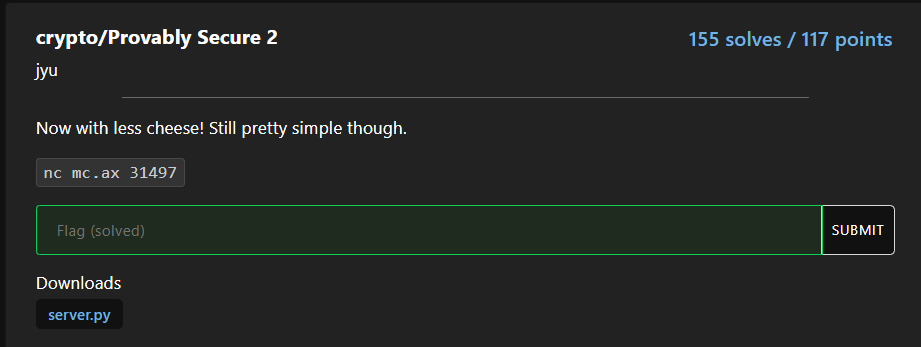 crypto/Provably Secure 2
155 solves / 117 points
jyu
Now with less cheese! Still pretty simple though.
nc mc.ax 31497
Flag (solved)
SUBMIT
Downloads
server.py